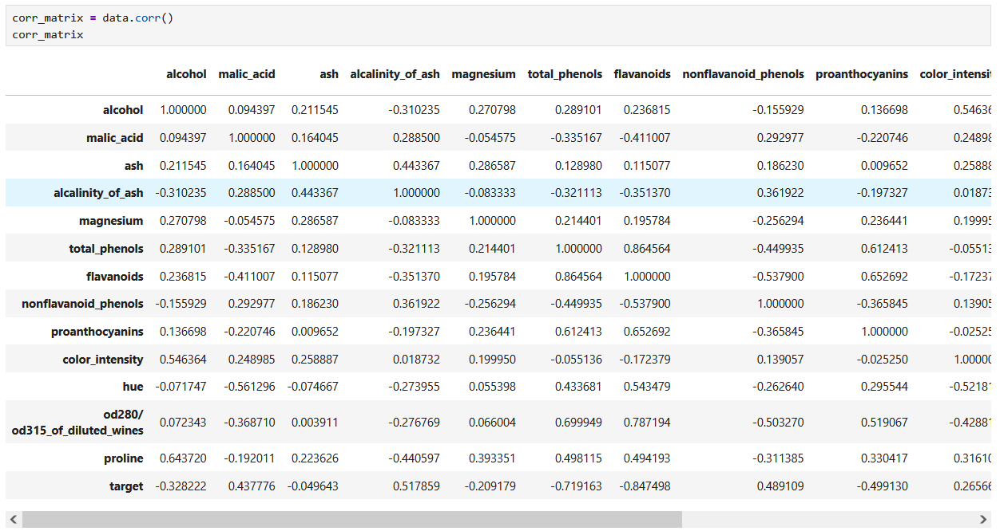 corr_matrix = data.corr()
corr_matrix
alcohol malic_acid ash alcalinity_of_ash magnesium total_phenols flavanoids nonflavanoid_phenols proanthocyanins color_intensit
alcohol 1.000000 0.094397 0.211545 -0.310235 0.270798 0.289101 0.236815 -0.155929 0.136698 0.54636
malic_acid 0.094397 1.000000 0.164045 0.288500 -0.054575 -0.335167 -0.411007 0.292977 -0.220746 0.24898
ash 0.211545 0.164045 1.000000 0.443367 0.286587 0.128980 0.115077 0.186230 0.009652 0.25888
alcalinity_of_ash -0.310235 0.288500 0.443367 1.000000 -0.083333 -0.321113 -0.351370 0.361922 -0.197327 0.01873
magnesium 0.270798 -0.054575 0.286587 -0.083333 1.000000 0.214401 0.195784 -0.256294 0.236441 0.19995
total_phenols 0.289101 -0.335167 0.128980 -0.321113 0.214401 1.000000 0.864564 -0.449935 0.612413 -0.05513
flavanoids 0.236815 -0.411007 0.115077 -0.351370 0.195784 0.864564 1.000000 -0.537900 0.652692 -0.17237
nonflavanoid_phenols -0.155929 0.292977 0.186230 0.361922 -0.256294 -0.449935 -0.537900 1.000000 -0.365845 0.13905
proanthocyanins 0.136698 -0.220746 0.009652 -0.197327 0.236441 0.612413 0.652692 -0.365845 1.000000 -0.02525
color_intensity 0.546364 0.248985 0.258887 0.018732 0.199950 -0.055136 -0.172379 0.139057 -0.025250 1.00000
hue -0.071747 -0.561296 -0.074667 -0.273955 0.055398 0.433681 0.543479 -0.262640 0.295544 -0.52181
od280/
od315_of_diluted_wines 0.072343 -0.368710 0.003911 -0.276769 0.066004 0.699949 0.787194 -0.503270 0.519067 -0.42881
proline 0.643720 -0.192011 0.223626 -0.440597 0.393351 0.498115 0.494193 -0.311385 0.330417 0.31610
target -0.328222 0.437776 -0.049643 0.517859 -0.209179 -0.719163 -0.847498 0.489109 -0.499130 0.26566